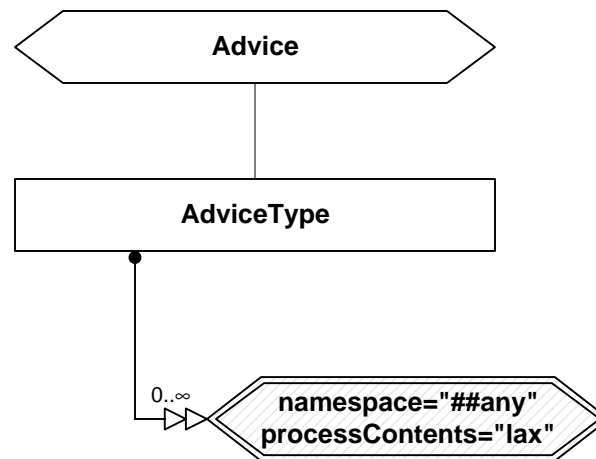 Advice
AdviceType
0..∞
namespace="##any"
processContents="lax"